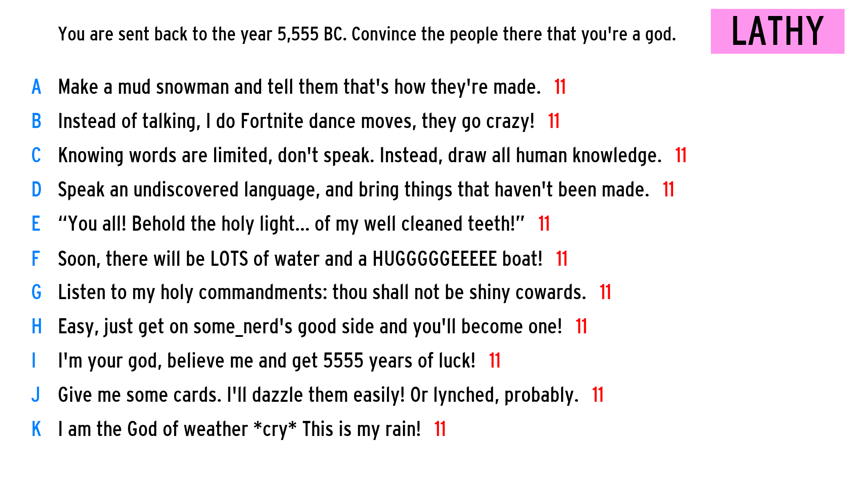 You are sent back to the year 5,555 BC. Convince the people there that you're a god.
LATHY
A Make a mud snowman and tell them that's how they're made. 11
B Instead of talking, I do Fortnite dance moves, they go crazy! 11
C Knowing words are limited, don't speak. Instead, draw all human knowledge. 11
D Speak an undiscovered language, and bring things that haven't been made. 11
E “You all! Behold the holy light... of my well cleaned teeth!” 11
F Soon, there will be LOTS of water and a HUGGGGGEEEEE boat! 11
G Listen to my holy commandments: thou shall not be shiny cowards. 11
H Easy, just get on some_nerd's good side and you'll become one! 11
I I'm your god, believe me and get 5555 years of luck! 11
J Give me some cards. I'll dazzle them easily! Or lynched, probably. 11
K I am the God of weather *cry* This is my rain! 11